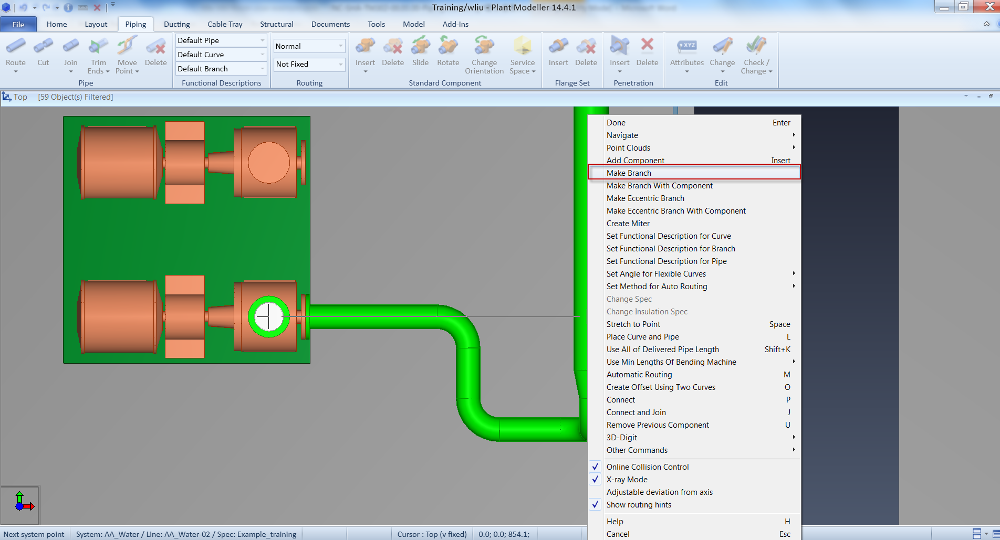 Training/wliu - Plant Modeller 14.4.1
File Home Layout Piping Ducting Cable Tray Structural Documents Tools Model Add-Ins
Route
Cut
Join
Trim
Ends
Move
Point
Delete
Pipe
Default Pipe
Default Curve
Default Branch
Functional Descriptions
Normal
Not Fixed
Routing
Insert
Delete
Slide
Rotate
Change
Orientation
Service
Space
Standard Component
Insert
Delete
Flange Set
Insert
Delete
Penetration
XYZ
Attributes
Change
Check /
Change
Edit
Top [59 Object(s) Filtered]
Done Enter
Navigate
Point Clouds
Add Component Insert
Make Branch
Make Branch With Component
Make Eccentric Branch
Make Eccentric Branch With Component
Create Miter
Set Functional Description for Curve
Set Functional Description for Branch
Set Functional Description for Pipe
Set Angle for Flexible Curves
Set Method for Auto Routing
Change Spec
Change Insulation Spec
Stretch to Point Space
Place Curve and Pipe L
Use All of Delivered Pipe Length Shift+K
Use Min Lengths Of Bending Machine
Automatic Routing M
Create Offset Using Two Curves O
Connect P
Connect and Join J
Remove Previous Component U
3D-Digit
Other Commands
Online Collision Control
X-ray Mode
Adjustable deviation from axis
Show routing hints
Help H
Cancel Esc
Next system point System: AA_Water / Line: AA_Water-02 / Spec: Example_training Cursor : Top (v fixed) 0.0; 0.0; 854.1;